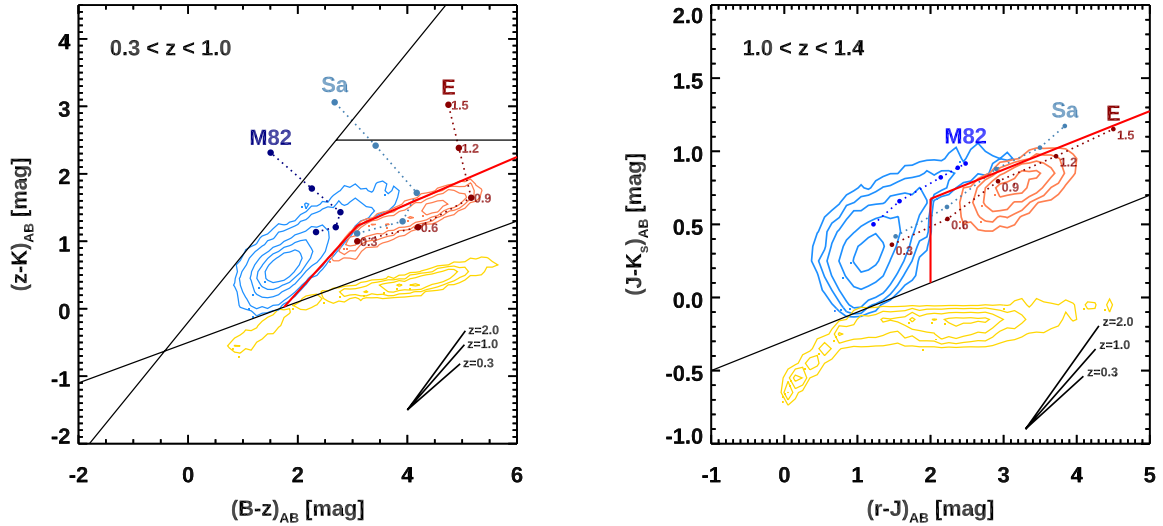 0.3 < z < 1.0
Sa
E
M82
1.5
1.2
0.9
0.6
0.3
z=2.0
z=1.0
z=0.3
4
3
2
1
0
-1
-2
-2
0
2
4
6
(z-K)AB [mag]
(B-z)AB [mag]
1.0 < z < 1.4
Sa
E
M82
1.5
1.2
0.9
0.6
0.3
z=2.0
z=1.0
z=0.3
2.0
1.5
1.0
0.5
0.0
-0.5
-1.0
-1
0
1
2
3
4
5
(J-Ks)AB [mag]
(r-J)AB [mag]